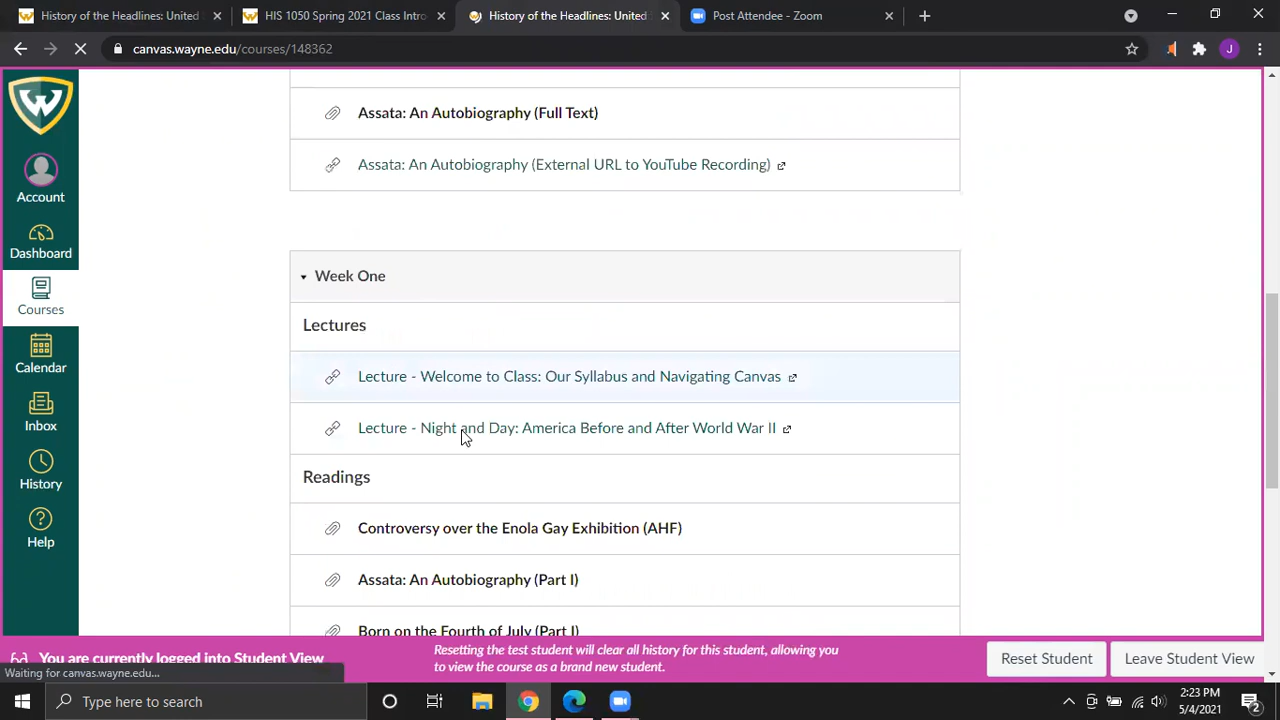 History of the Headlines: United
HIS 1050 Spring 2021 Class Intro
History of the Headlines: United
Post Attendee - Zoom
canvas.wayne.edu/courses/148362
J
W
Account
Dashboard
Courses
Calendar
Inbox
History
Help
Assata: An Autobiography (Full Text)
Assata: An Autobiography (External URL to YouTube Recording)
Week One
Lectures
Lecture - Welcome to Class: Our Syllabus and Navigating Canvas
Lecture - Night and Day: America Before and After World War II
Readings
Controversy over the Enola Gay Exhibition (AHF)
Assata: An Autobiography (Part I)
Born on the Fourth of July (Part I)
You are currently logged into Student View
Resetting the test student will clear all history for this student, allowing you
to view the course as a brand new student.
Reset Student
Leave Student View
Waiting for canvas.wayne.edu...
Type here to search
2:23 PM
5/4/2021
2